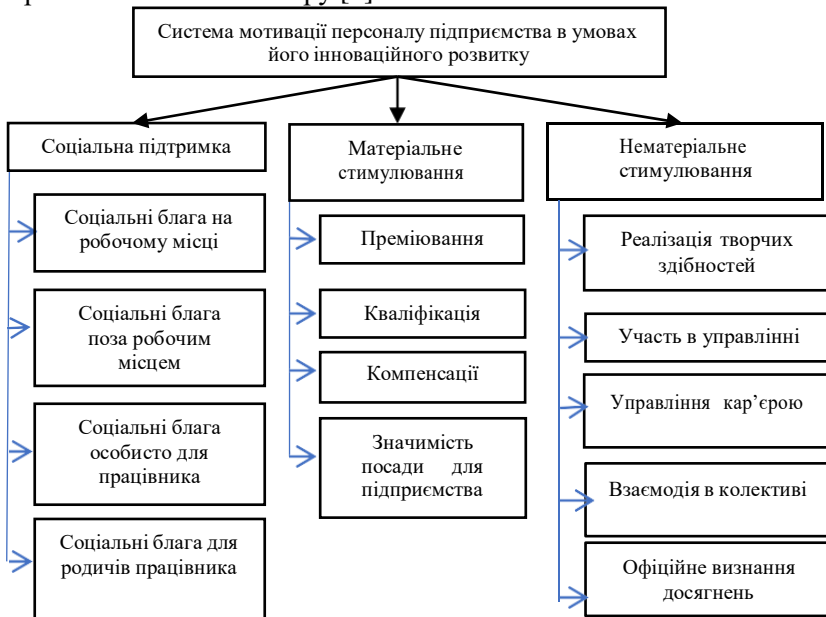 Система мотивації персоналу підприємства в умовах
його інноваційного розвитку
Соціальна підтримка
Соціальні блага на
робочому місці
Соціальні блага
поза робочим
місцем
Соціальні блага
особисто для
працівника
Соціальні блага для
родичів працівника
Матеріальне
стимулювання
Преміювання
Кваліфікація
Компенсації
Значимість
посади для
підприємства
Нематеріальне
стимулювання
Реалізація творчих
здібностей
Участь в управлінні
Управління кар’єрою
Взаємодія в колективі
Офіційне визнання
досягнень